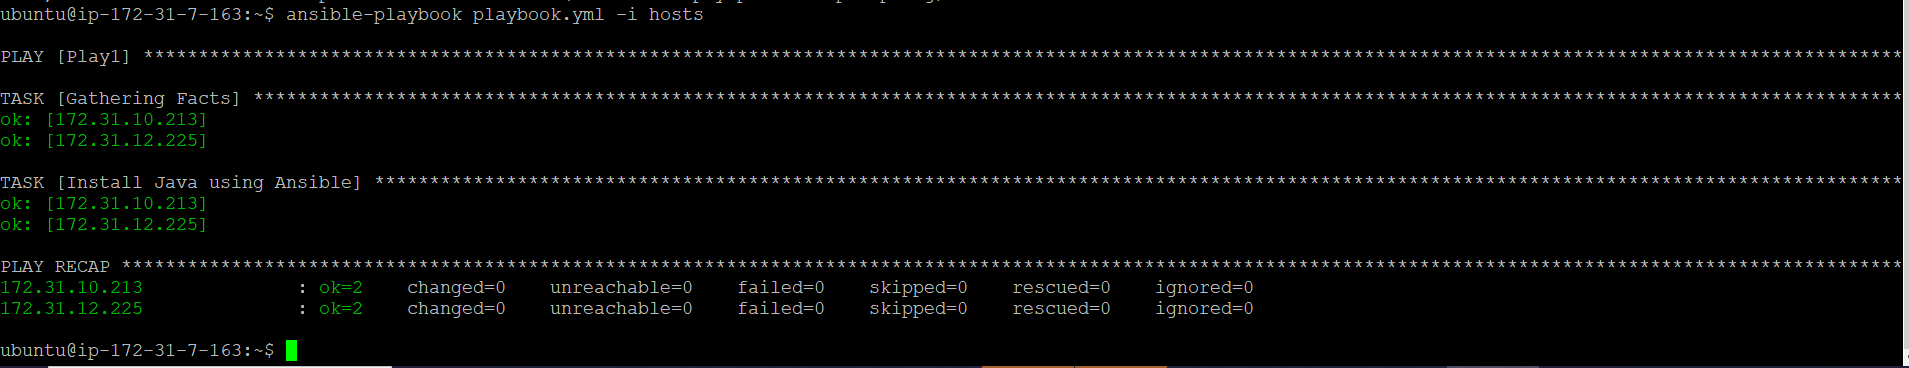 ubuntu@ip-172-31-7-163:~$ ansible-playbook playbook.yml -i hosts
PLAY [Play1] ****************************************************************************************************************************************************************
TASK [Gathering Facts] ******************************************************************************************************************************************************
ok: [172.31.10.213]
ok: [172.31.12.225]
TASK [Install Java using Ansible] *******************************************************************************************************************************************
ok: [172.31.10.213]
ok: [172.31.12.225]
PLAY RECAP ******************************************************************************************************************************************************************
172.31.10.213              : ok=2    changed=0    unreachable=0    failed=0    skipped=0    rescued=0    ignored=0
172.31.12.225              : ok=2    changed=0    unreachable=0    failed=0    skipped=0    rescued=0    ignored=0
ubuntu@ip-172-31-7-163:~$